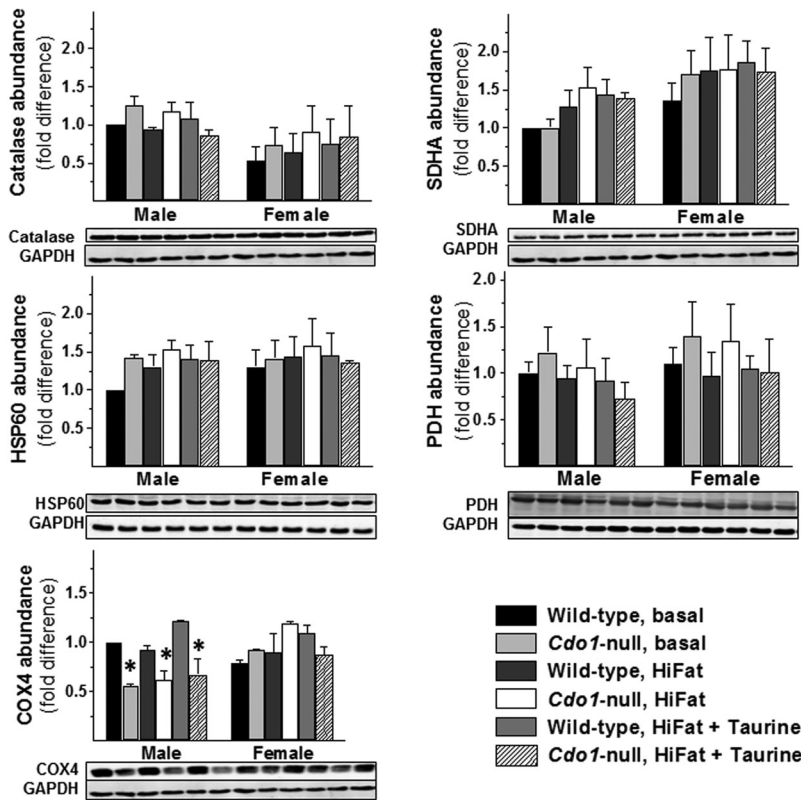 Catalase abundance
(fold difference)
2.0
1.5
1.0
0.5
Male Female
Catalase
GAPDH
SDHA abundance
(fold difference)
2.0
1.5
1.0
0.5
Male Female
SDHA
GAPDH
HSP60 abundance
(fold difference)
2.0
1.5
1.0
0.5
Male Female
HSP60
GAPDH
PDH abundance
(fold difference)
2.0
1.5
1.0
0.5
Male Female
PDH
GAPDH
COX4 abundance
(fold difference)
1.5
1.0
0.5
* * *
Male Female
COX4
GAPDH
Wild-type, basal
Cdo1-null, basal
Wild-type, HiFat
Cdo1-null, HiFat
Wild-type, HiFat + Taurine
Cdo1-null, HiFat + Taurine